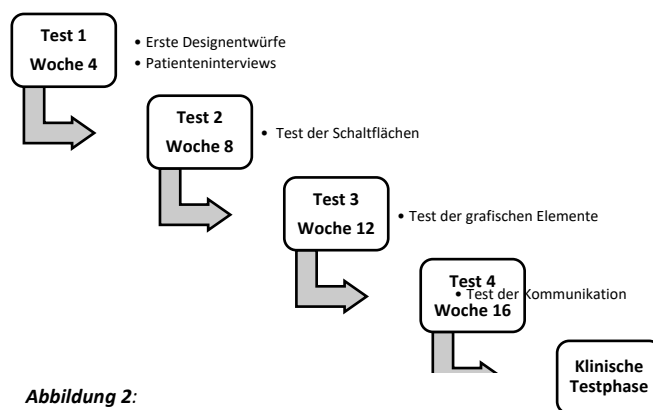 Test 1
Woche 4
• Erste Designentwürfe
• Patienteninterviews
Test 2
Woche 8
• Test der Schaltflächen
Test 3
Woche 12
• Test der grafischen Elemente
Test 4
Woche 16
• Test der Kommunikation
Klinische
Testphase
Abbildung 2: